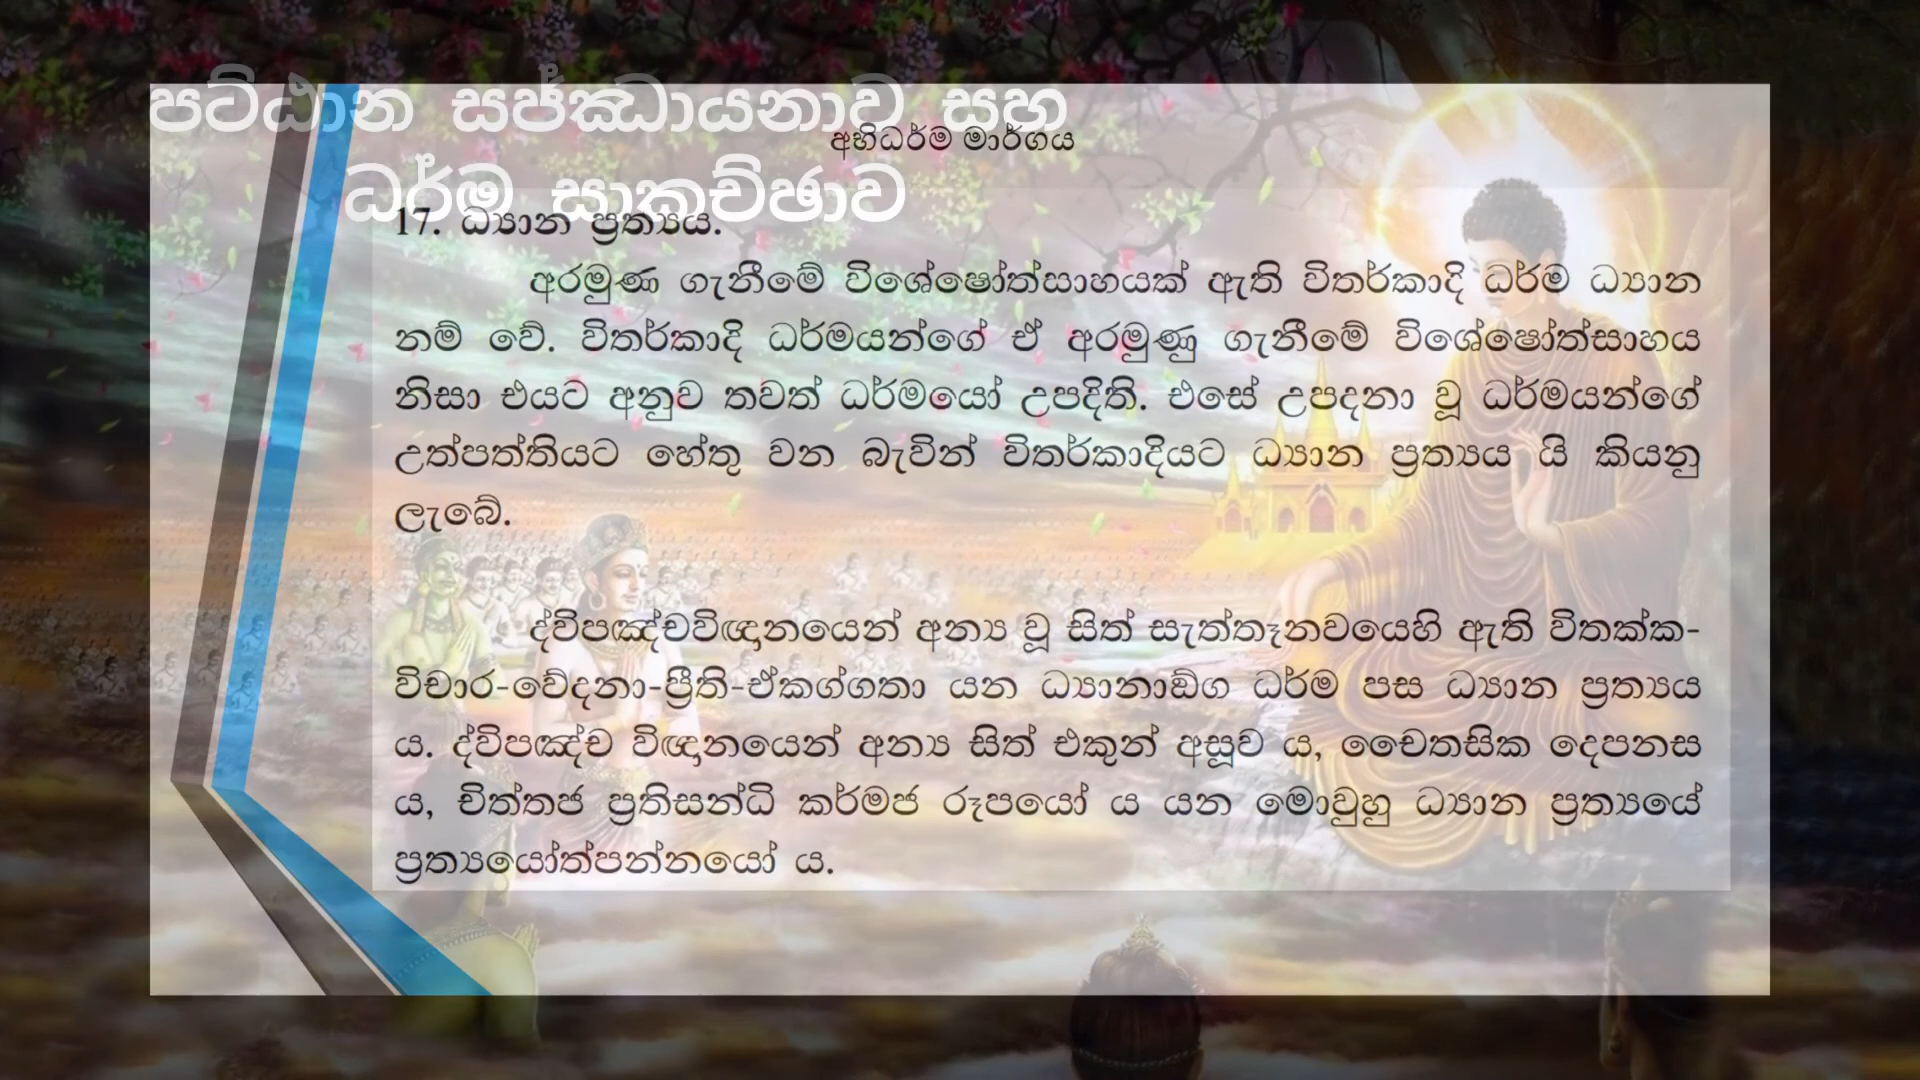 පට්ඨාන සජ්ඣායනාව සහ
ධර්ම සාකච්ඡාව
අභිධර්ම මාර්ගය
17. ධ්‍යාන ප්‍රත්‍යය.
අරමුණ ගැනීමේ විශේෂෝත්සාහයක් ඇති විතර්කාදි ධර්ම ධ්‍යාන
නම් වේ. විතර්කාදි ධර්මයන්ගේ ඒ අරමුණු ගැනීමේ විශේෂෝත්සාහය
නිසා එයට අනුව තවත් ධර්මයෝ උපදිති. එසේ උපදනා වූ ධර්මයන්ගේ
උත්පත්තියට හේතු වන බැවින් විතර්කාදියට ධ්‍යාන ප්‍රත්‍යය යි කියනු
ලැබේ.
ද්විපඤ්චවිඥානයෙන් අන්‍ය වූ සිත් සැත්තෑනවයෙහි ඇති විතක්ක-
විචාර-වේදනා-ප්‍රීති-ඒකග්ගතා යන ධ්‍යානාඞ්ග ධර්ම පස ධ්‍යාන ප්‍රත්‍යය
ය. ද්විපඤ්ච විඥානයෙන් අන්‍ය සිත් එකුන් අසූව ය, චෛතසික දෙපනස
ය, චිත්තජ ප්‍රතිසන්ධි කර්මජ රූපයෝ ය යන මොවුහු ධ්‍යාන ප්‍රත්‍යයේ
ප්‍රත්‍යයෝත්පන්නයෝ ය.